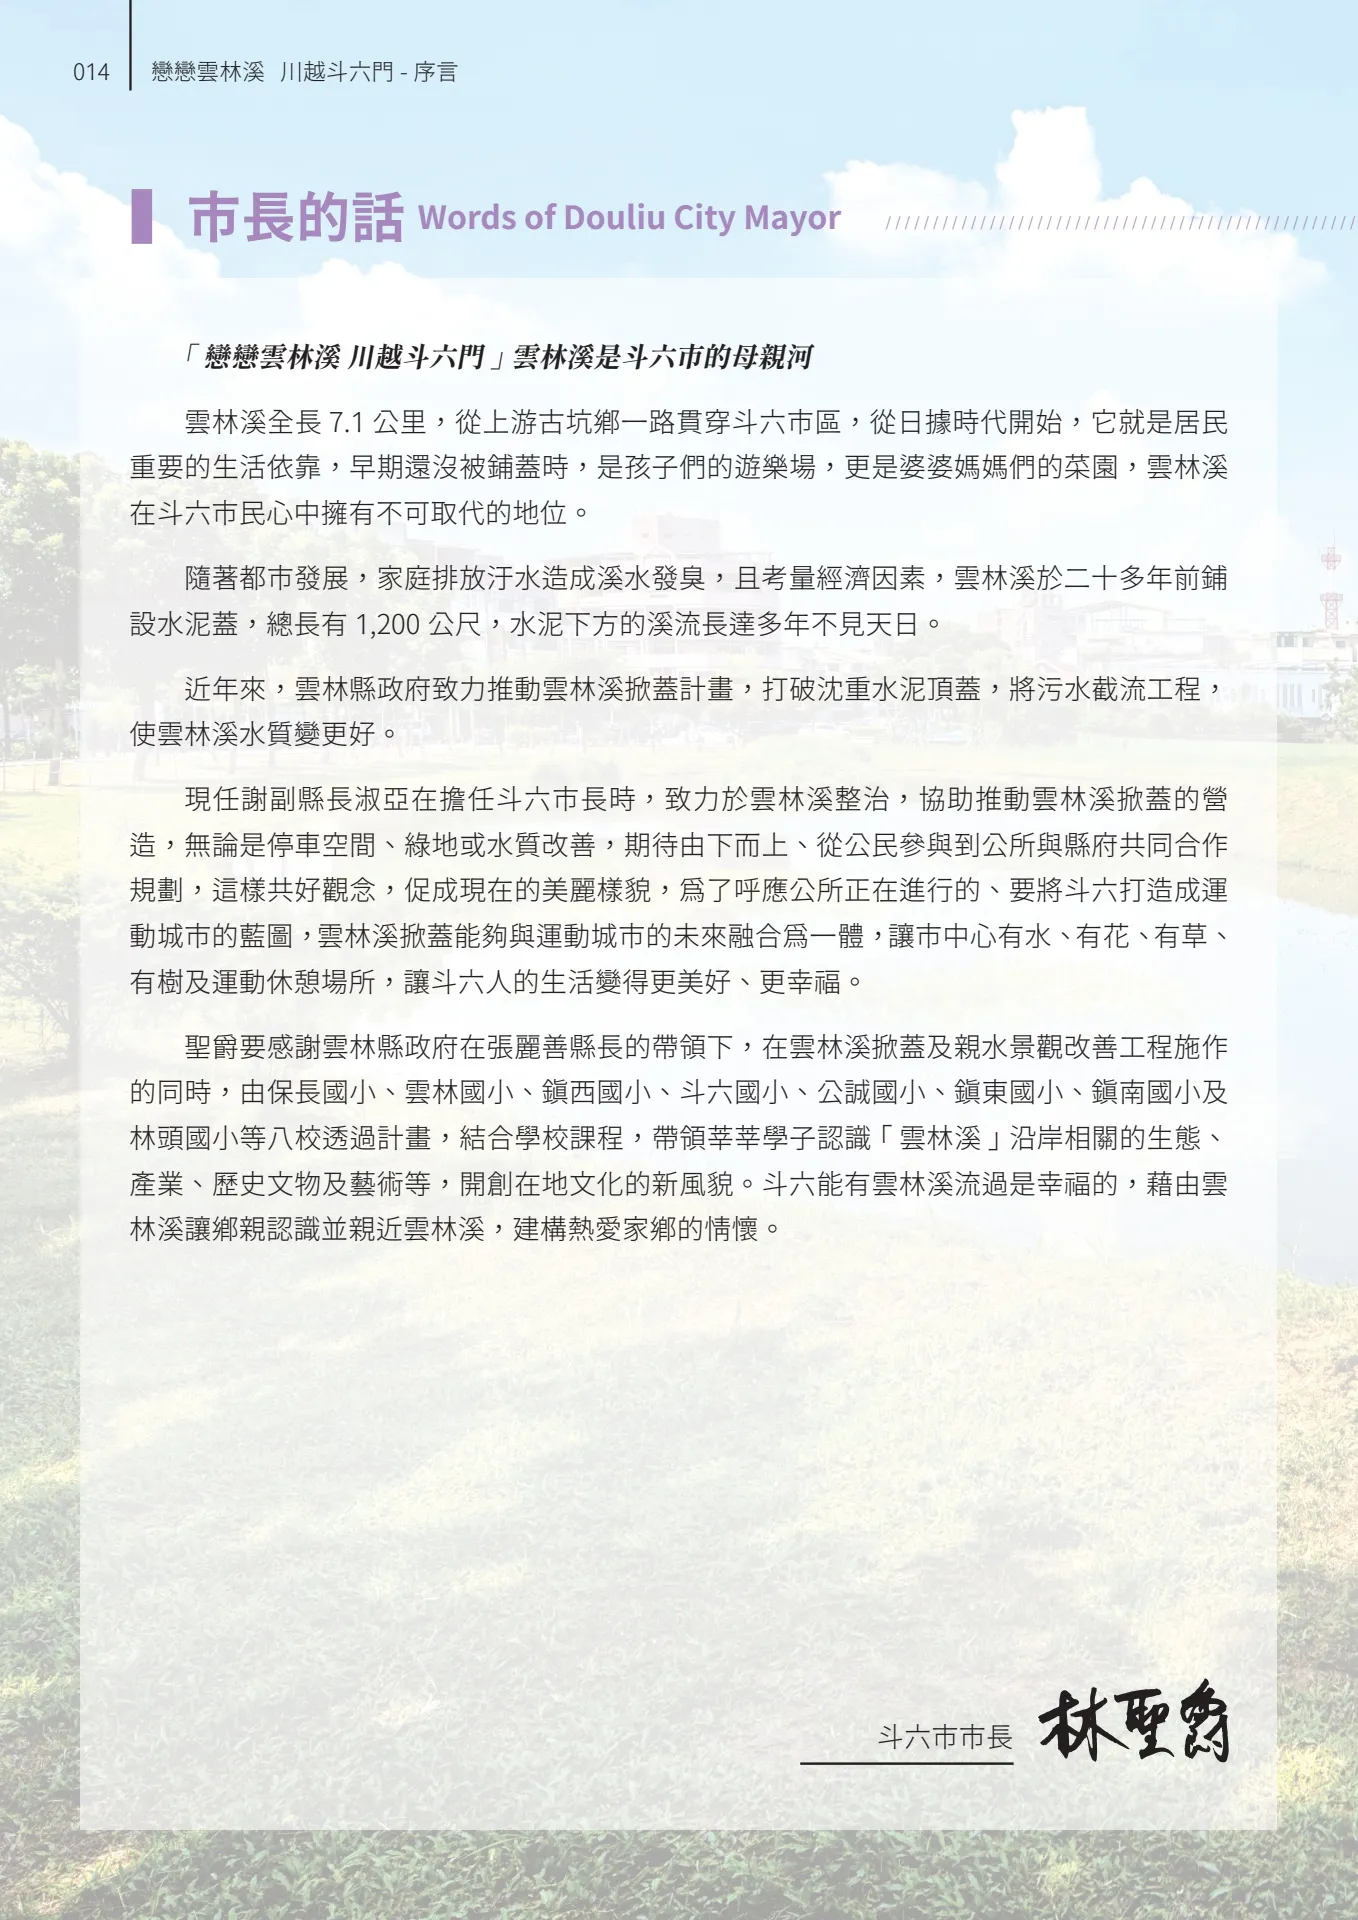 014
戀戀雲林溪 川越斗六門 - 序言
市長的話 Words of Douliu City Mayor
「戀戀雲林溪 川越斗六門」雲林溪是斗六市的母親河
雲林溪全長 7.1 公里，從上游古坑鄉一路貫穿斗六市區，從日據時代開始，它就是居民
重要的生活依靠，早期還沒被鋪蓋時，是孩子們的遊樂場，更是婆婆媽媽們的菜園，雲林溪
在斗六市民心中擁有不可取代的地位。
隨著都市發展，家庭排放汙水造成溪水發臭，且考量經濟因素，雲林溪於二十多年前鋪
設水泥蓋，總長有 1,200 公尺，水泥下方的溪流長達多年不見天日。
近年來，雲林縣政府致力推動雲林溪掀蓋計畫，打破沈重水泥頂蓋，將污水截流工程，
使雲林溪水質變更好。
現任謝副縣長淑亞在擔任斗六市長時，致力於雲林溪整治，協助推動雲林溪掀蓋的營
造，無論是停車空間、綠地或水質改善，期待由下而上、從公民參與到公所與縣府共同合作
規劃，這樣共好觀念，促成現在的美麗樣貌，爲了呼應公所正在進行的、要將斗六打造成運
動城市的藍圖，雲林溪掀蓋能夠與運動城市的未來融合爲一體，讓市中心有水、有花、有草、
有樹及運動休憩場所，讓斗六人的生活變得更美好、更幸福。
聖爵要感謝雲林縣政府在張麗善縣長的帶領下，在雲林溪掀蓋及親水景觀改善工程施作
的同時，由保長國小、雲林國小、鎭西國小、斗六國小、公誠國小、鎭東國小、鎭南國小及
林頭國小等八校透過計畫，結合學校課程，帶領莘莘學子認識「雲林溪」沿岸相關的生態、
產業、歷史文物及藝術等，開創在地文化的新風貌。斗六能有雲林溪流過是幸福的，藉由雲
林溪讓鄉親認識並親近雲林溪，建構熱愛家鄉的情懷。
斗六市市長 林聖爵